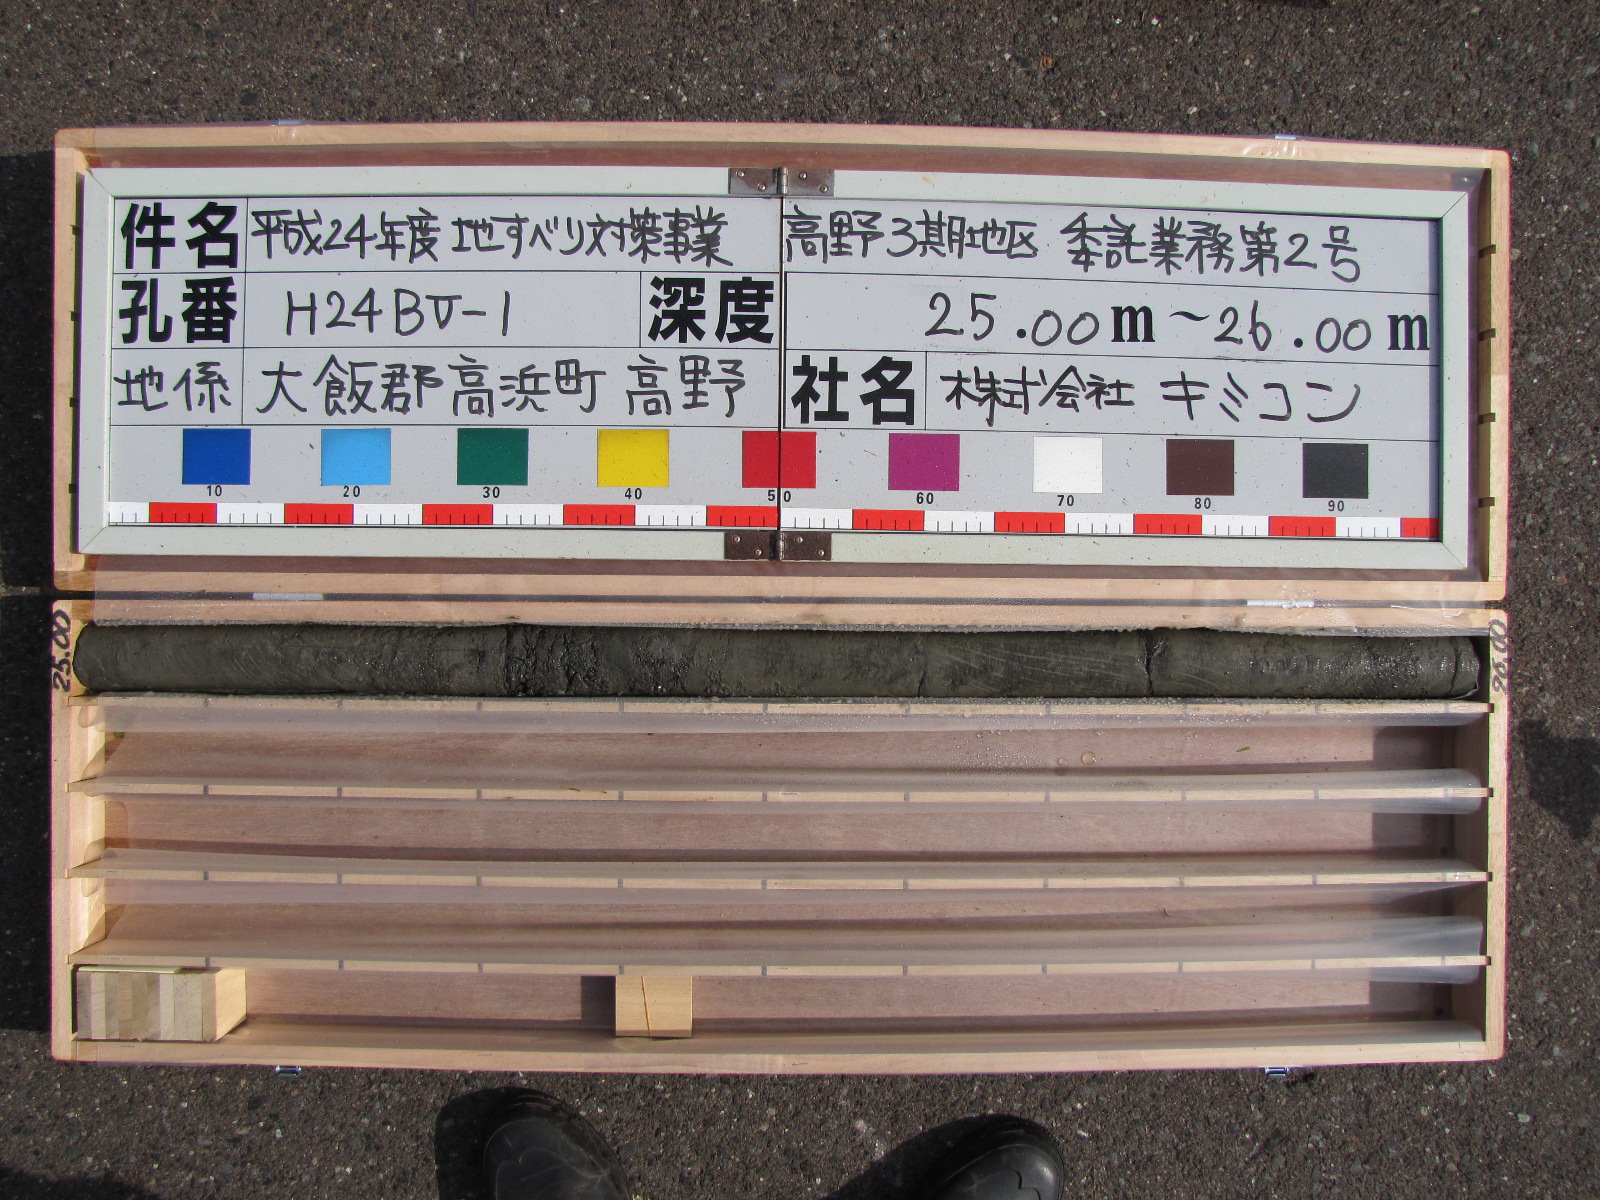 件名 平成24年度 地すべり対策事業 高野3期地区 委託業務第2号
孔番 H24BV-1 深度 25.00m~26.00m
地係 大飯郡高浜町 高野 社名 株式会社 キミコン
10 20 30 40 50 60 70 80 90
25.00 26.00